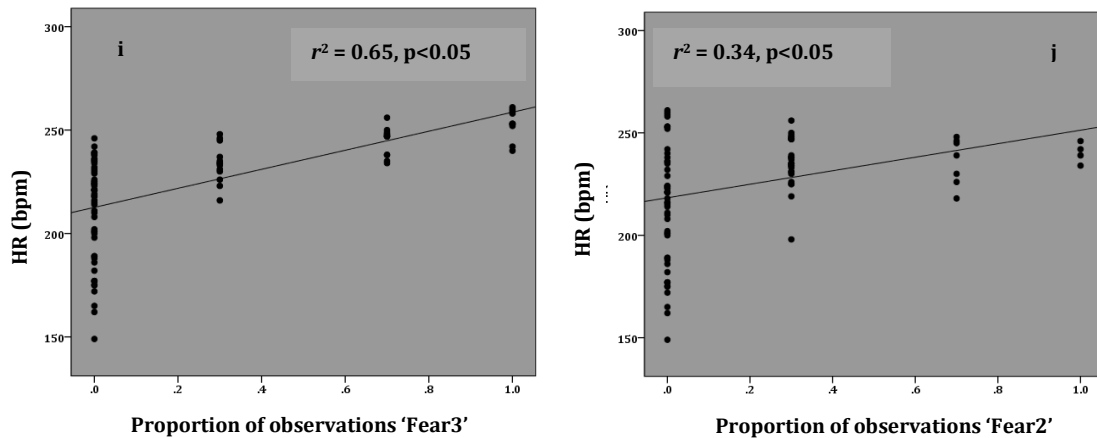 i
r² = 0.65, p<0.05
300
250
200
150
HR (bpm)
.0 .2 .4 .6 .8 1.0
Proportion of observations ‘Fear3’
r² = 0.34, p<0.05
j
300
250
200
150
HR (bpm)
.0 .2 .4 .6 .8 1.0
Proportion of observations ‘Fear2’